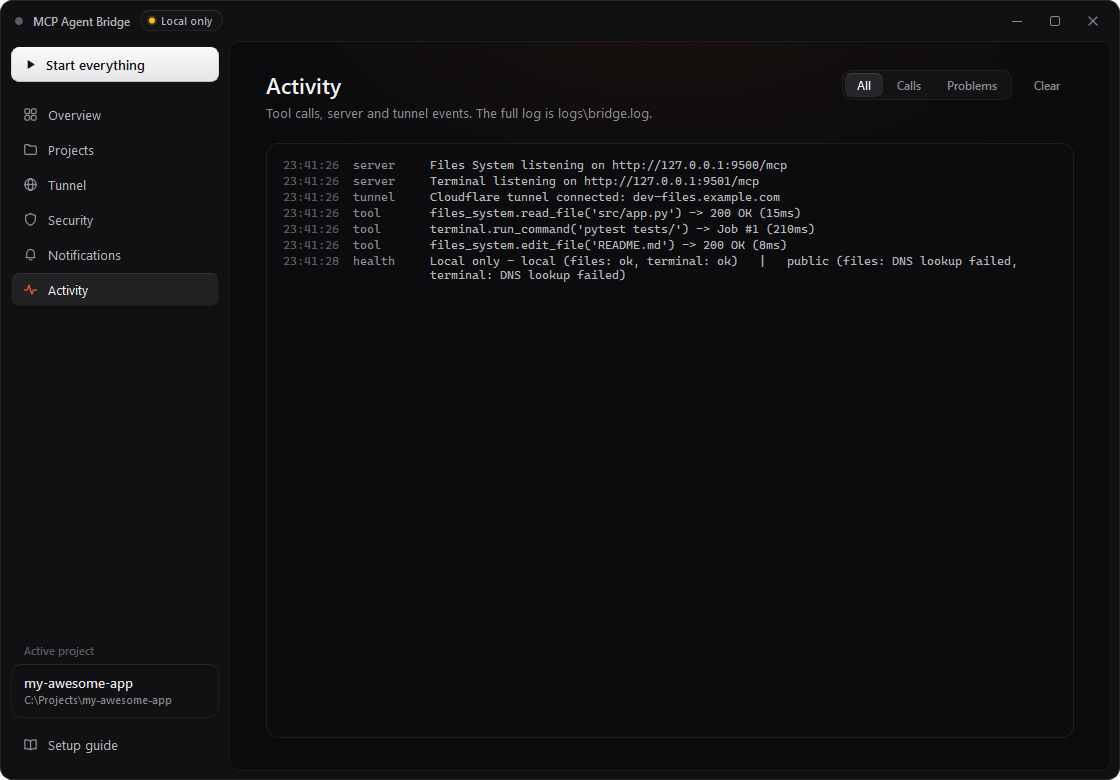 MCP Agent Bridge
Local only
Start everything
Overview
Projects
Tunnel
Security
Notifications
Activity
Active project
my-awesome-app
C:\Projects\my-awesome-app
Setup guide
Activity
Tool calls, server and tunnel events. The full log is logs\bridge.log.
All Calls Problems Clear
23:41:26 server Files System listening on http://127.0.0.1:9500/mcp
23:41:26 server Terminal listening on http://127.0.0.1:9501/mcp
23:41:26 tunnel Cloudflare tunnel connected: dev-files.example.com
23:41:26 tool files_system.read_file('src/app.py') -> 200 OK (15ms)
23:41:26 tool terminal.run_command('pytest tests/') -> Job #1 (210ms)
23:41:26 tool files_system.edit_file('README.md') -> 200 OK (8ms)
23:41:28 health Local only - local (files: ok, terminal: ok) | public (files: DNS lookup failed,
terminal: DNS lookup failed)